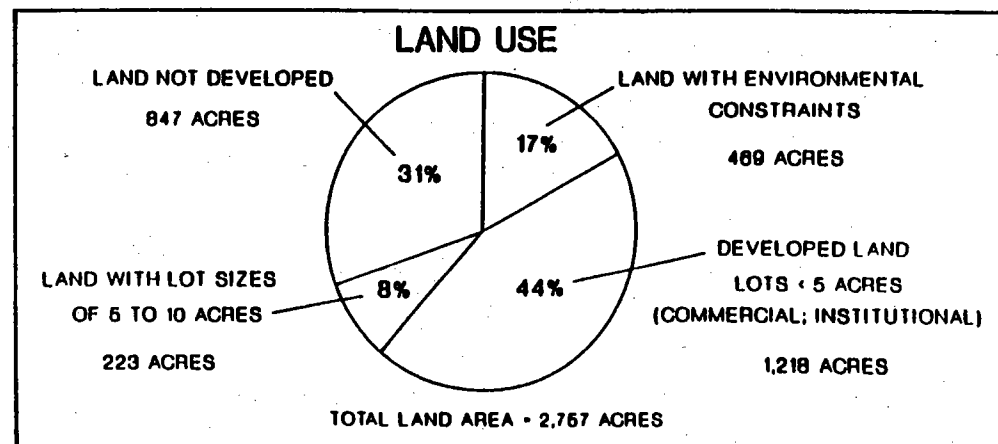 LAND USE
LAND NOT DEVELOPED
847 ACRES
31%
LAND WITH ENVIRONMENTAL
CONSTRAINTS
469 ACRES
17%
LAND WITH LOT SIZES
OF 5 TO 10 ACRES
223 ACRES
8%
DEVELOPED LAND
LOTS < 5 ACRES
(COMMERCIAL; INSTITUTIONAL)
1,218 ACRES
44%
TOTAL LAND AREA - 2,757 ACRES